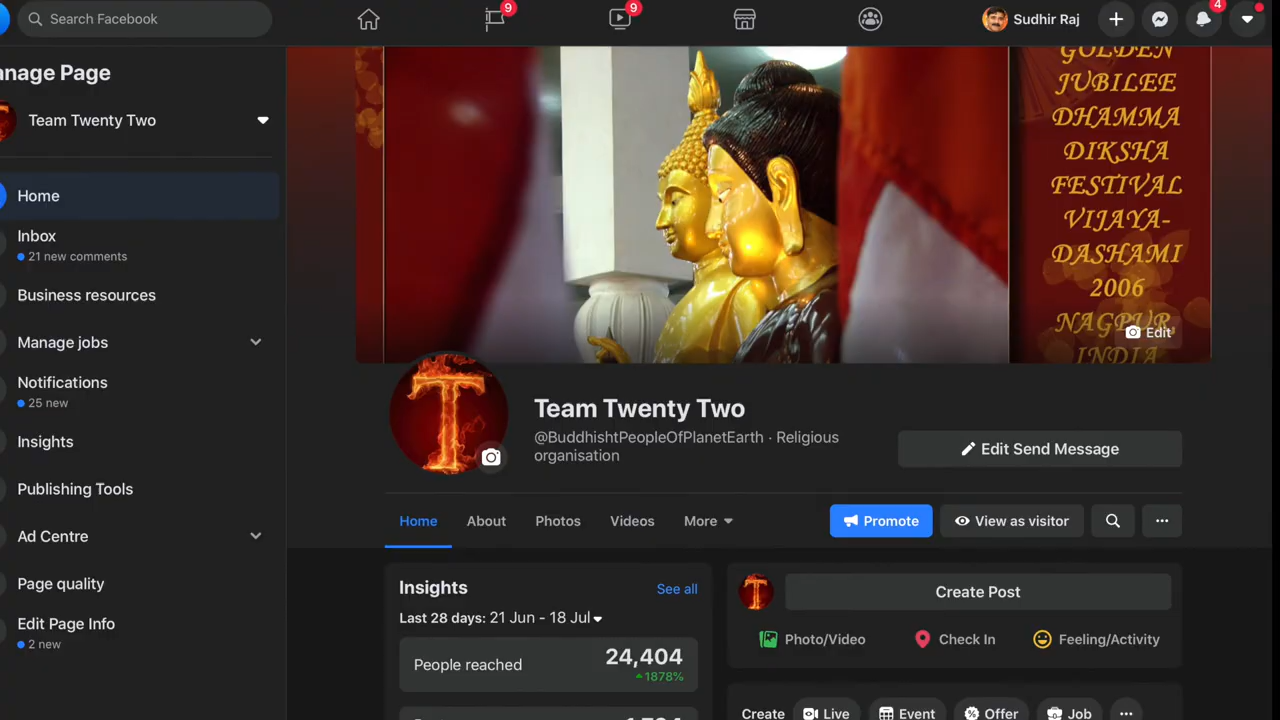 Search Facebook
9
9
Sudhir Raj
4
anage Page
Team Twenty Two
Home
Inbox
21 new comments
Business resources
Manage jobs
Notifications
25 new
Insights
Publishing Tools
Ad Centre
Page quality
Edit Page Info
2 new
GOLDEN
JUBILEE
DHAMMA
DIKSHA
FESTIVAL
VIJAYA-
DASHAMI
2006
NAGPUR
INDIA
Edit
T
Team Twenty Two
@BuddhishtPeopleOfPlanetEarth · Religious
organisation
Edit Send Message
Home About Photos Videos More
Promote View as visitor
Insights See all
Last 28 days: 21 Jun - 18 Jul
People reached 24,404
1878%
T
Create Post
Photo/Video Check In Feeling/Activity
Create Live Event Offer Job